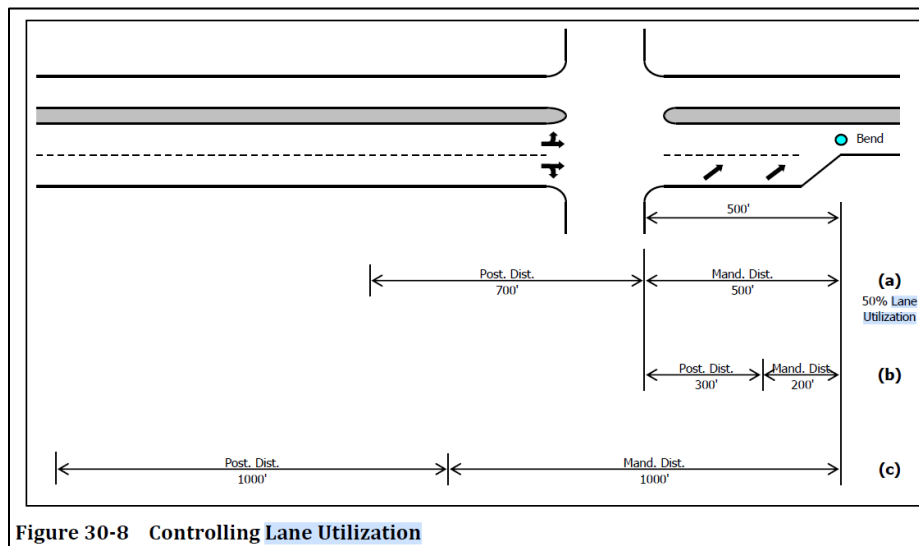 Bend
500'
Post. Dist.
700'
Mand. Dist.
500'
(a)
50% Lane
Utilization
Post. Dist.
300'
Mand. Dist.
200'
(b)
Post. Dist.
1000'
Mand. Dist.
1000'
(c)
Figure 30-8 Controlling Lane Utilization